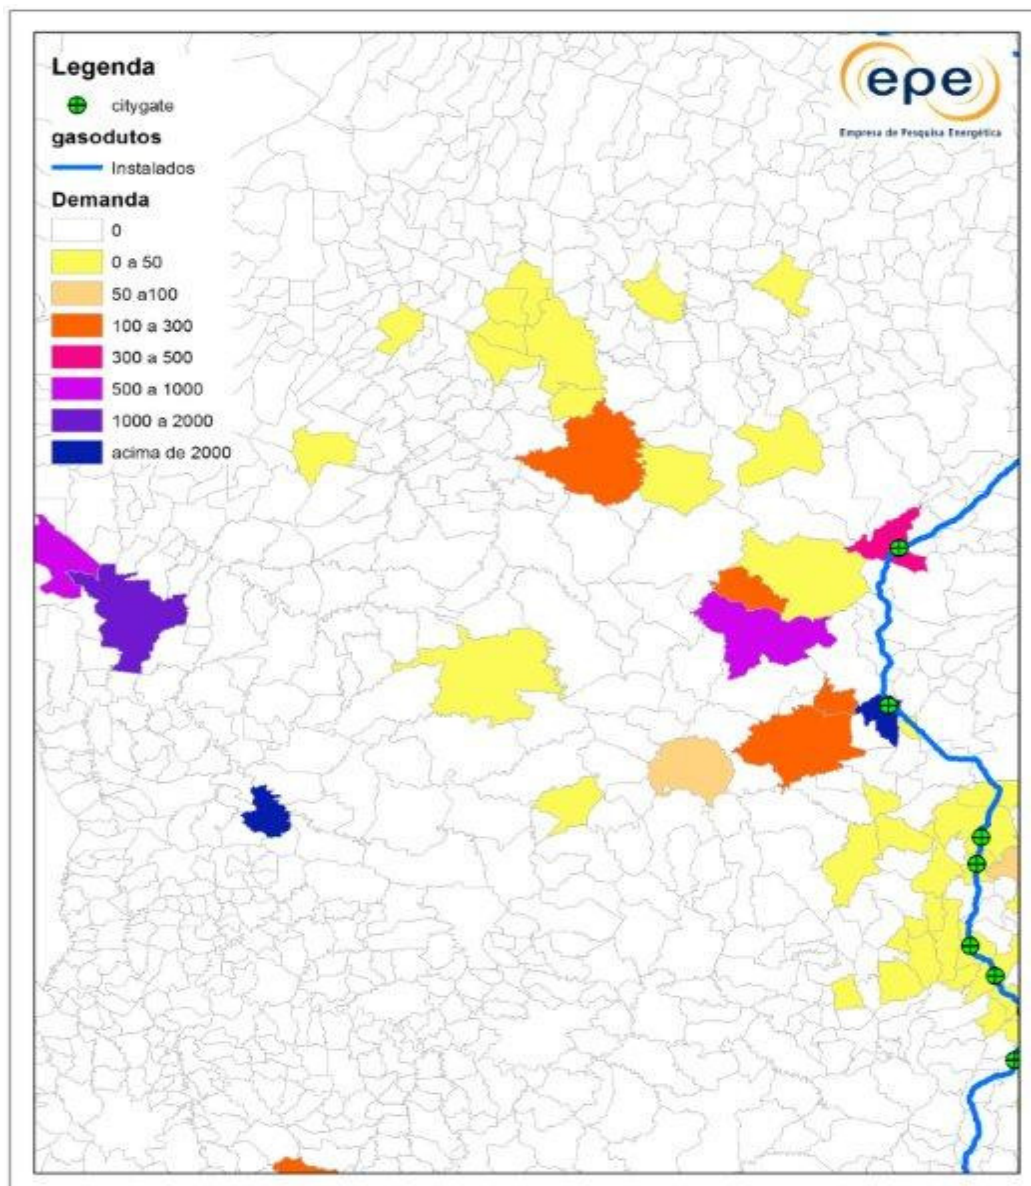 Legenda
citygate
gasodutos
Instalados
Demanda
0
0 a 50
50 a100
100 a 300
300 a 500
500 a 1000
1000 a 2000
acima de 2000
epe
Empresa de Pesquisa Energética